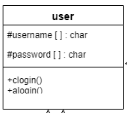 user
#username [ ] : char
#password [ ] : char
+clogin()
+alogin()